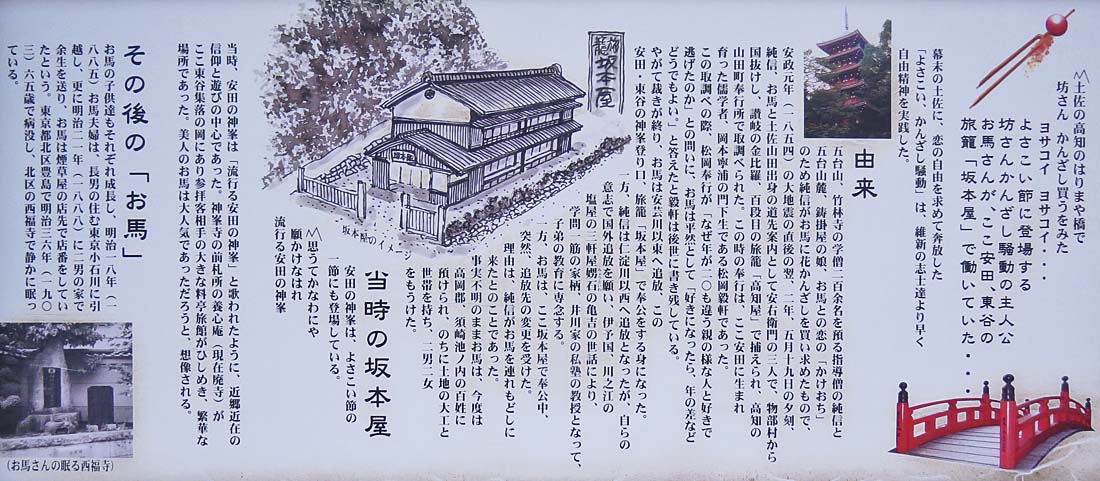 〽土佐の高知のはりまや橋で
坊さん かんざし買うをみた
ヨサコイ ヨサコイ・・・
よさこい節に登場する
坊さんかんざし騒動の主人公
お馬さんが、ここ安田、東谷の
旅籠「坂本屋」で働いていた・・・・
幕末の土佐に、恋の自由を求めて奔放した
「よさこい、かんざし騒動」は、維新の志士達より早く
自由精神を実践した。
由来
五台山、竹林寺の学僧二百余名を預る指導僧の純信と
五台山麓、鋳掛屋の娘、お馬との恋の「かけおち」
のため純信がお馬に花かんざしを買い求めたもので、
安政元年(一八五四)の大地震の直後の翌、二年、五月十九日の夕刻、
純信、お馬と土佐山田出身の道先案内として安右衛門の三人で、物部村から
国抜けし、讃岐の金比羅、百段目の旅籠「高知屋」で捕えられ、高知の
山田町奉行所で取調べられた。この時の奉行は、ここ安田に生まれ
育った儒学者、岡本寧浦の門下生である松岡毅軒であった。
この取調べの際、松岡奉行が「なぜ年が二〇も違う親の様な人と好きで
逃げたのか」との問いに、お馬は平然として「好きになったら、年の差など
どうでもよい。」と答えたと毅軒は後世に書き残している。
やがて裁きが終り、お馬は安芸川以東へ追放、この
安田・東谷の神峯登り口、旅籠、「坂本屋」で奉公をする身になった。
一方、純信は仁淀川以西へ追放となったが、自らの
意志で国外追放を願い、伊予国、川之江の
塩屋の三軒屋娚石の亀吉の世話により、
学問一筋の家柄、井川家の私塾の教授となって、
子弟の教育に専念する。
一方、お馬は、ここ坂本屋で奉公中、
突然、追放先の変更を受けた。
理由は、純信がお馬を連れもどしに
来たとのことであった。
事実不明のままお馬は、今度は
高岡郡、須崎池ノ内の百姓に
預けられ、のちに土地の大工と
世帯を持ち、二男二女
をもうけた。
旅籠 坂本屋
坂本屋
坂本屋のイメージ
当時の坂本屋
安田の神峯は、よさこい節の
一節にも登場している。
〽思うてかなわにゃ
願かけなはれ
流行る安田の神峯
当時、安田の神峯は「流行る安田の神峯」と歌われたように、近郷近在の
信仰と遊びの中心であった。神峯寺の前札所の養心庵(現在廃寺)が
ここ東谷集落の岡にあり参拝客相手の大きな料亭旅館がひしめき、繁華な
場所であった。美人のお馬は大人気であっただろうと、想像される。
その後の「お馬」
お馬の子供達もそれぞれ成長し、明治一八年(一
八八五)お馬夫婦は、長男の住む東京小石川に引
越し、更に明治二一年(一八八八)に二男の家で
余生を送り、お馬は煙草屋の店先で店番をしてい
たという。東京都北区豊島で明治三六年(一九〇
三)六五歳で病没し、北区の西福寺で静かに眠っ
ている。
(お馬さんの眠る西福寺)